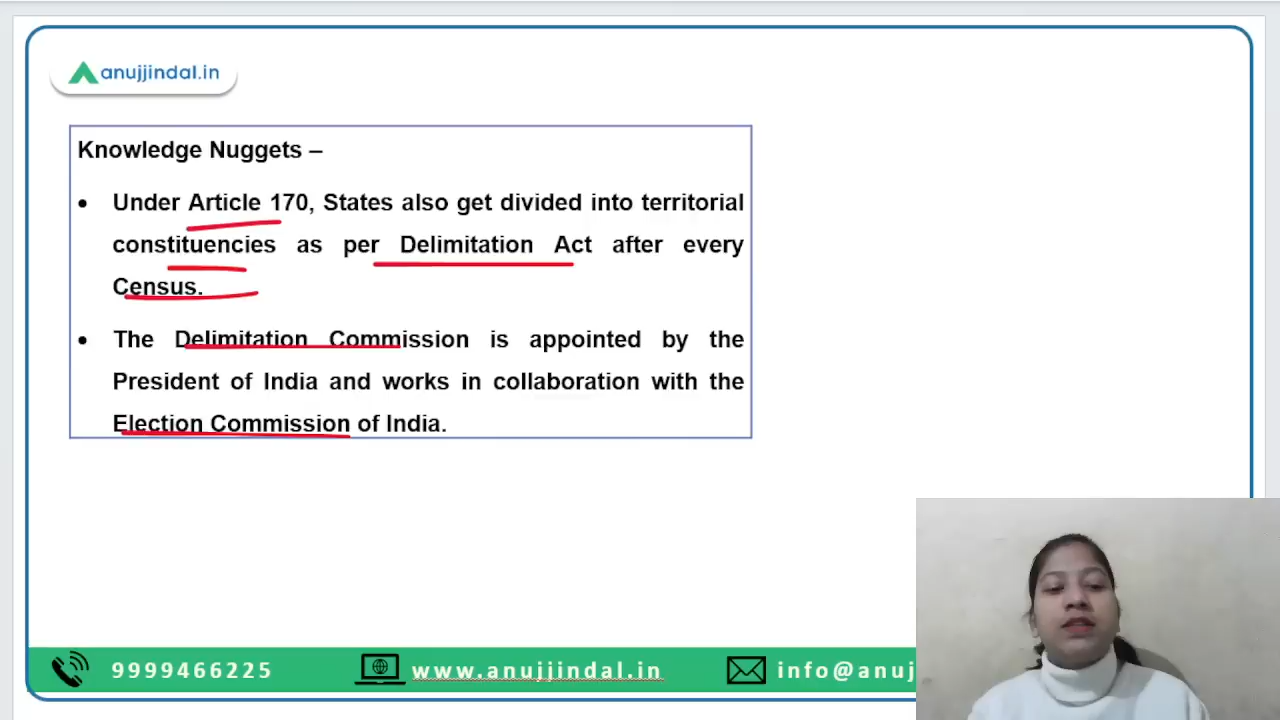 anujjindal.in
Knowledge Nuggets –
• Under Article 170, States also get divided into territorial
constituencies as per Delimitation Act after every
Census.
• The Delimitation Commission is appointed by the
President of India and works in collaboration with the
Election Commission of India.
9999466225 www.anujjindal.in info@anuj